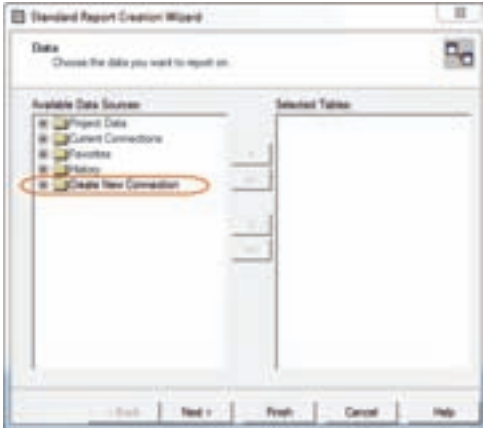 Standard Report Creation Wizard
Data
Choose the data you want to report on.
Available Data Sources:
Selected Tables:
Project Data
Current Connections
Favorites
History
Create New Connection
< Back
Next >
Finish
Cancel
Help